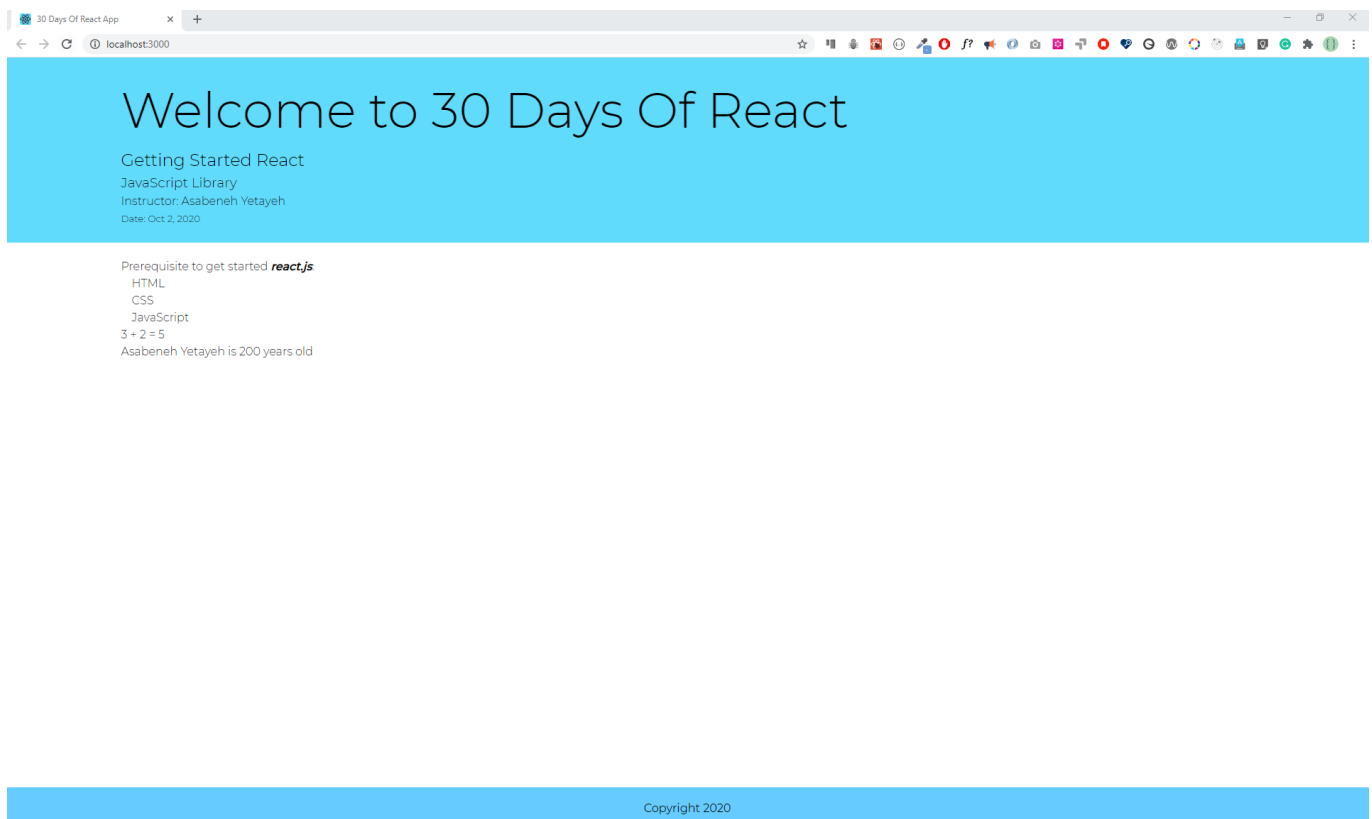 30 Days Of React App
localhost:3000
Welcome to 30 Days Of React
Getting Started React
JavaScript Library
Instructor: Asabeneh Yetayeh
Date: Oct 2, 2020
Prerequisite to get started react.js:
HTML
CSS
JavaScript
3 + 2 = 5
Asabeneh Yetayeh is 200 years old
Copyright 2020